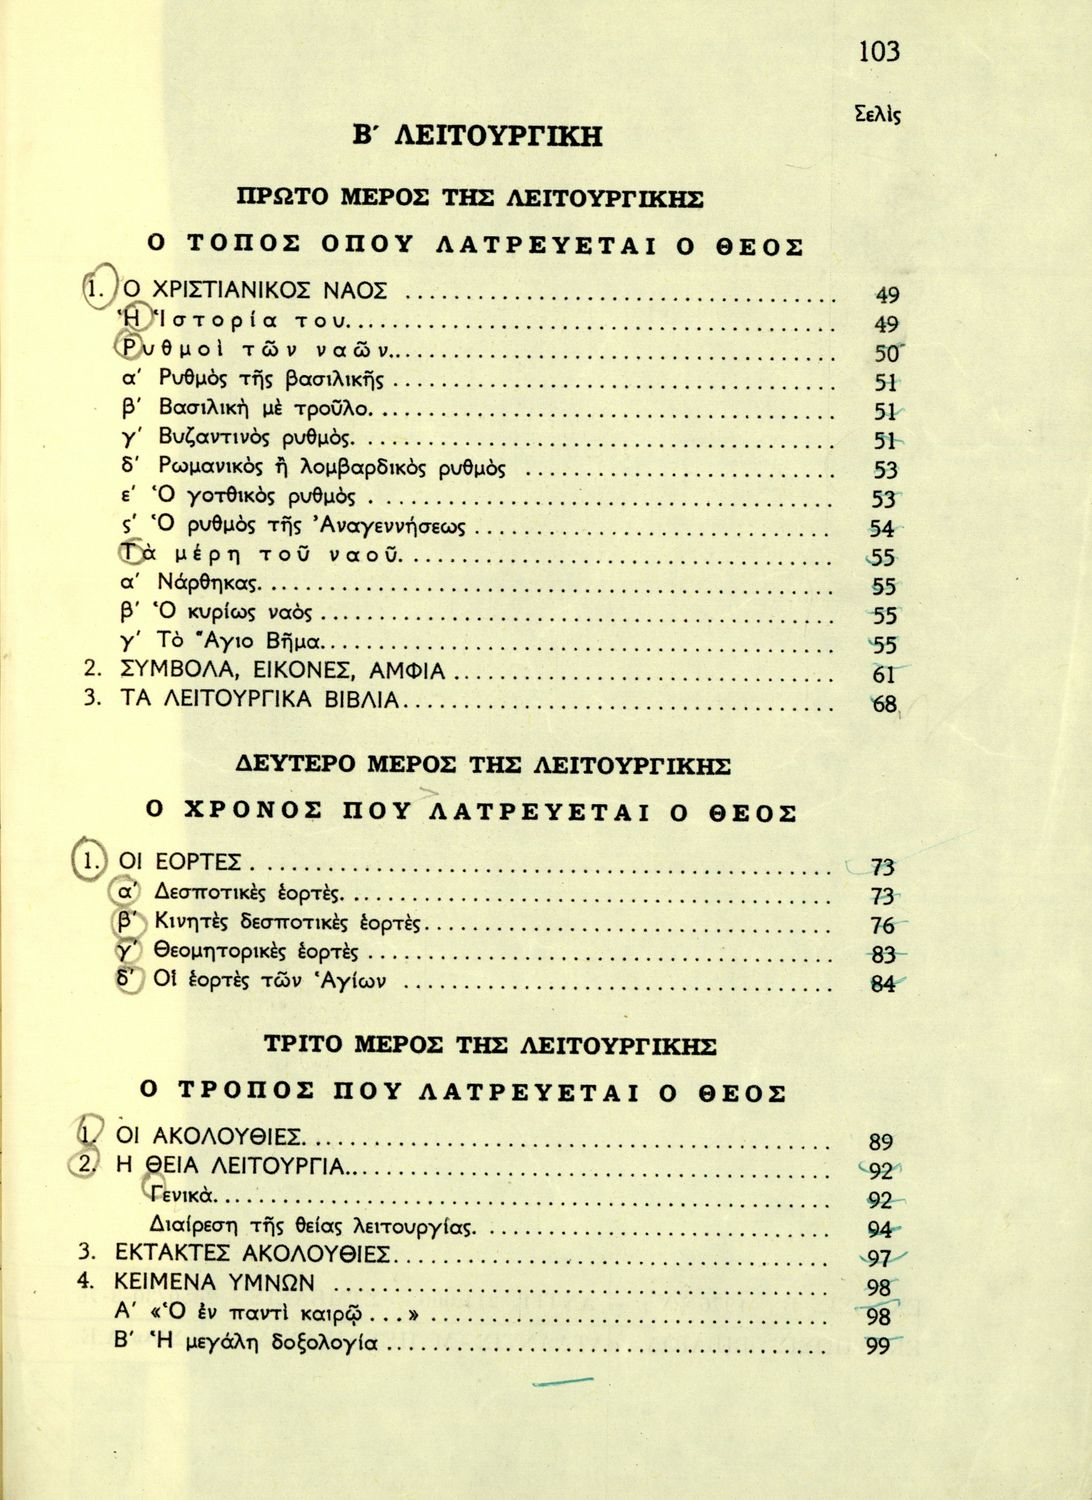 103
Σελὶς
Β´ ΛΕΙΤΟΥΡΓΙΚΗ
ΠΡΩΤΟ ΜΕΡΟΣ ΤΗΣ ΛΕΙΤΟΥΡΓΙΚΗΣ
Ο ΤΟΠΟΣ ΟΠΟΥ ΛΑΤΡΕΥΕΤΑΙ Ο ΘΕΟΣ
1. Ο ΧΡΙΣΤΙΑΝΙΚΟΣ ΝΑΟΣ ........ 49
Ἡ Ἱστορία του........ 49
Ρυθμοὶ τῶν ναῶν........ 50
α´ Ρυθμὸς τῆς βασιλικῆς ........ 51
β´ Βασιλικὴ μὲ τροῦλο........ 51
γ´ Βυζαντινὸς ρυθμὸς........ 51
δ´ Ρωμανικὸς ἢ λομβαρδικὸς ρυθμὸς ........ 53
ε´ Ὁ γοτθικὸς ρυθμὸς ........ 53
ς´ Ὁ ρυθμὸς τῆς Ἀναγεννήσεως ........ 54
Τὰ μέρη τοῦ ναοῦ........ 55
α´ Νάρθηκας........ 55
β´ Ὁ κυρίως ναὸς ........ 55
γ´ Τὸ Ἅγιο Βῆμα........ 55
2. ΣΥΜΒΟΛΑ, ΕΙΚΟΝΕΣ, ΑΜΦΙΑ ........ 61
3. ΤΑ ΛΕΙΤΟΥΡΓΙΚΑ ΒΙΒΛΙΑ........ 68
ΔΕΥΤΕΡΟ ΜΕΡΟΣ ΤΗΣ ΛΕΙΤΟΥΡΓΙΚΗΣ
Ο ΧΡΟΝΟΣ ΠΟΥ ΛΑΤΡΕΥΕΤΑΙ Ο ΘΕΟΣ
1. ΟΙ ΕΟΡΤΕΣ ........ 73
α´ Δεσποτικὲς ἑορτὲς........ 73
β´ Κινητὲς δεσποτικὲς ἑορτὲς........ 76
γ´ Θεομητορικὲς ἑορτὲς ........ 83
δ´ Οἱ ἑορτὲς τῶν Ἁγίων ........ 84
ΤΡΙΤΟ ΜΕΡΟΣ ΤΗΣ ΛΕΙΤΟΥΡΓΙΚΗΣ
Ο ΤΡΟΠΟΣ ΠΟΥ ΛΑΤΡΕΥΕΤΑΙ Ο ΘΕΟΣ
1. ΟΙ ΑΚΟΛΟΥΘΙΕΣ........ 89
2. Η ΘΕΙΑ ΛΕΙΤΟΥΡΓΙΑ........ 92
Γενικὰ........ 92
Διαίρεση τῆς θείας λειτουργίας........ 94
3. ΕΚΤΑΚΤΕΣ ΑΚΟΛΟΥΘΙΕΣ........ 97
4. ΚΕΙΜΕΝΑ ΥΜΝΩΝ ........ 98
Α´ «Ὁ ἐν παντὶ καιρῷ...» ........ 98
Β´ Ἡ μεγάλη δοξολογία ........ 99